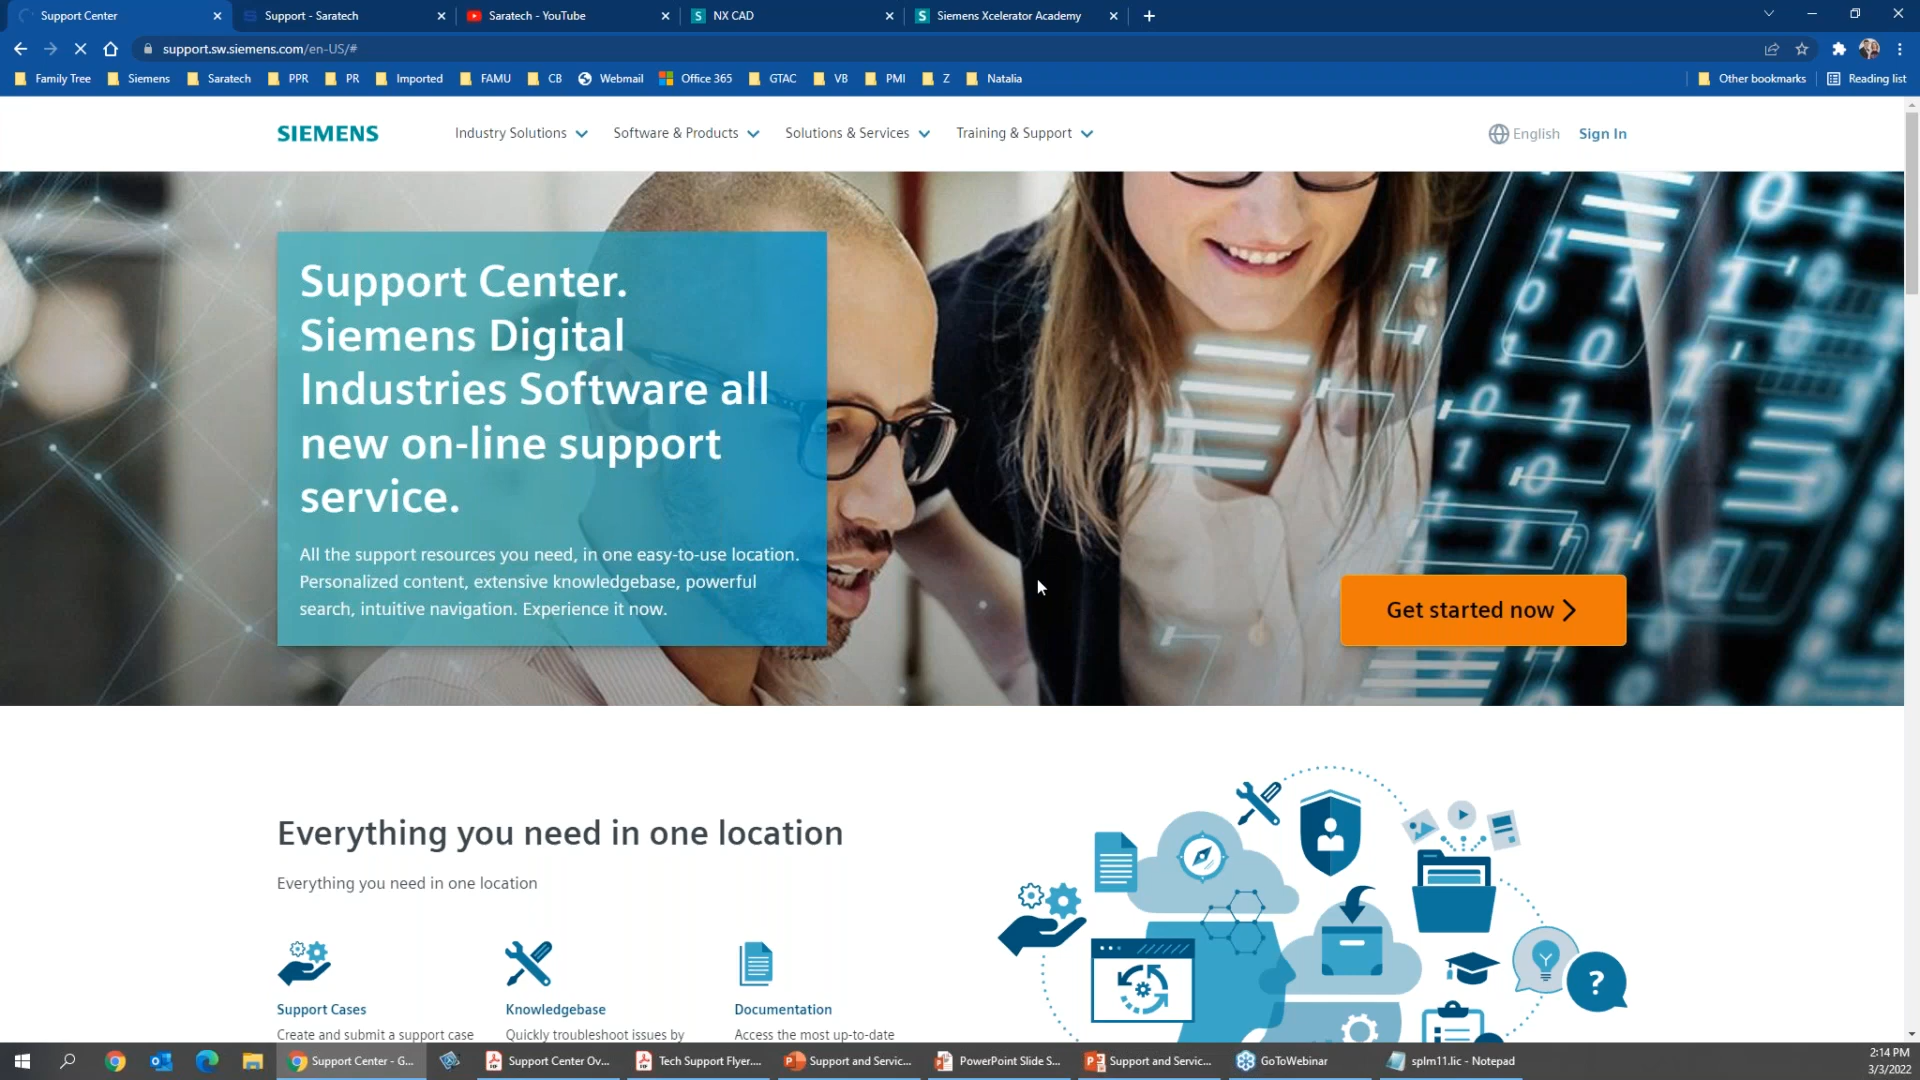 Support Center
Support - Saratech
Saratech - YouTube
NX CAD
Siemens Xcelerator Academy
support.sw.siemens.com/en-US/#
Family Tree
Siemens
Saratech
PPR
PR
Imported
FAMU
CB
Webmail
Office 365
GTAC
VB
PMI
Z
Natalia
Other bookmarks
Reading list
SIEMENS
Industry Solutions
Software & Products
Solutions & Services
Training & Support
English
Sign In
Support Center.
Siemens Digital
Industries Software all
new on-line support
service.
All the support resources you need, in one easy-to-use location.
Personalized content, extensive knowledgebase, powerful
search, intuitive navigation. Experience it now.
Get started now
Everything you need in one location
Everything you need in one location
Support Cases
Knowledgebase
Documentation
Create and submit a support case
Quickly troubleshoot issues by
Access the most up-to-date
Support Center - G...
Support Center Ov...
Tech Support Flyer....
Support and Servic...
PowerPoint Slide S...
Support and Servic...
GoToWebinar
splm11.lic - Notepad
2:14 PM
3/3/2022